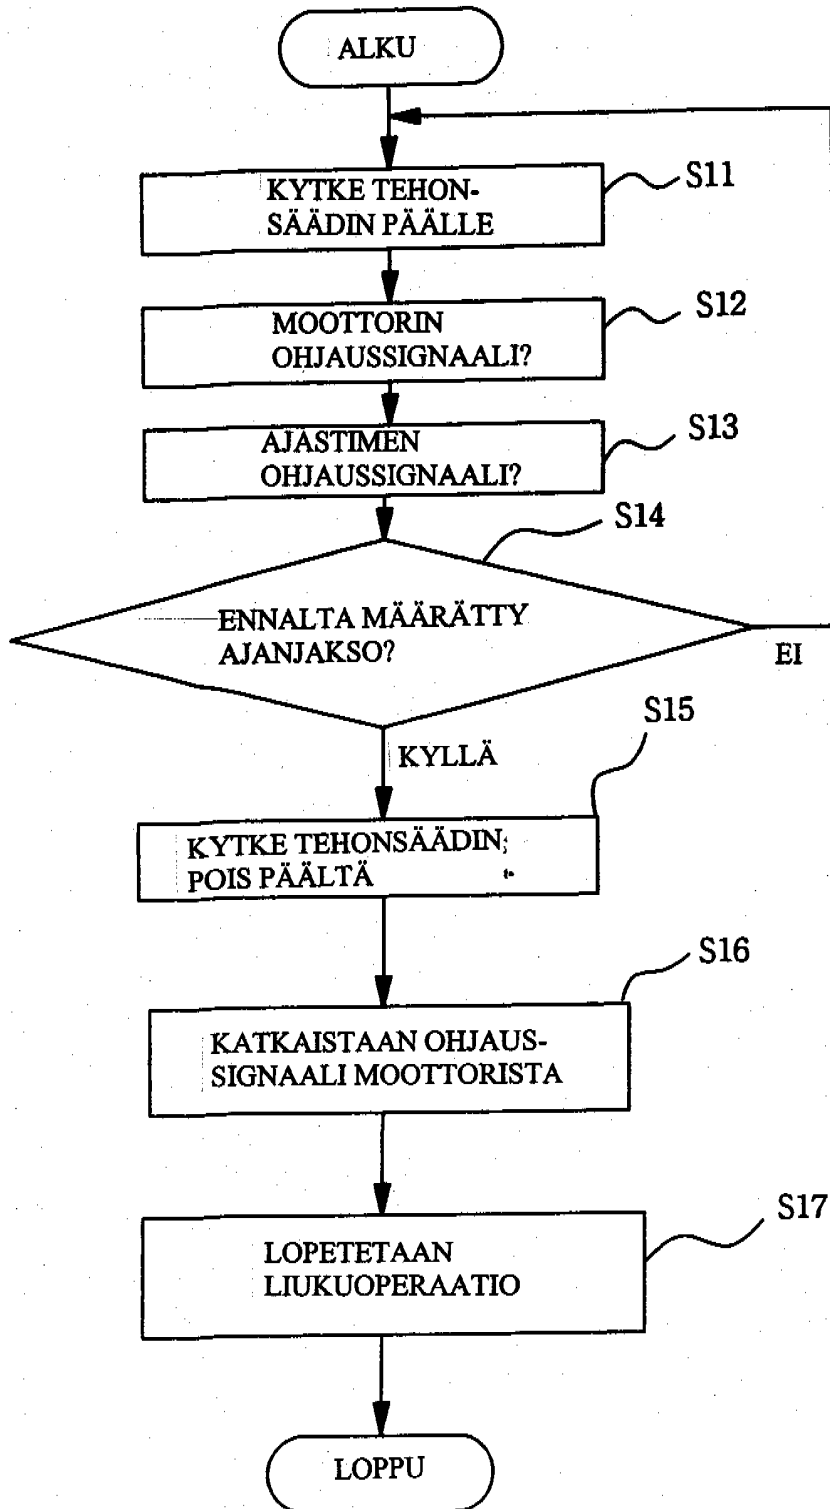 ALKU
KYTKE TEHON-
SÄÄDIN PÄÄLLE
S11
MOOTTORIN
OHJAUSSIGNAALI?
S12
AJASTIMEN
OHJAUSSIGNAALI?
S13
S14
ENNALTA MÄÄRÄTTY
AJANJAKSO?
EI
KYLLÄ
S15
KYTKE TEHONSÄÄDIN
POIS PÄÄLTÄ
S16
KATKAISTAAN OHJAUS-
SIGNAALI MOOTTORISTA
S17
LOPETETAAN
LIUKUOPERAATIO
LOPPU